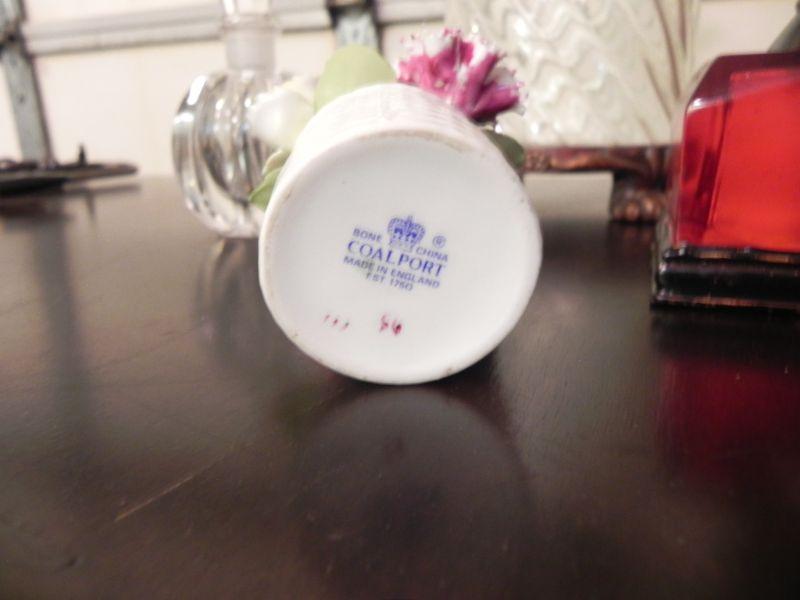 BONE CHINA ®
COALPORT
MADE IN ENGLAND
EST 1750